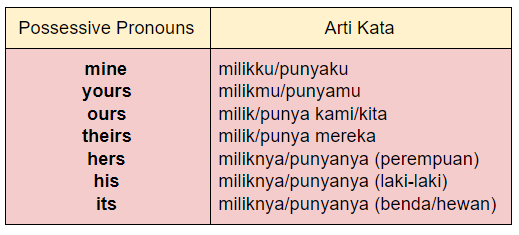 Possessive Pronouns Arti Kata
mine milikku/punyaku
yours milikmu/punyamu
ours milik/punya kami/kita
theirs milik/punya mereka
hers miliknya/punyanya (perempuan)
his miliknya/punyanya (laki-laki)
its miliknya/punyanya (benda/hewan)